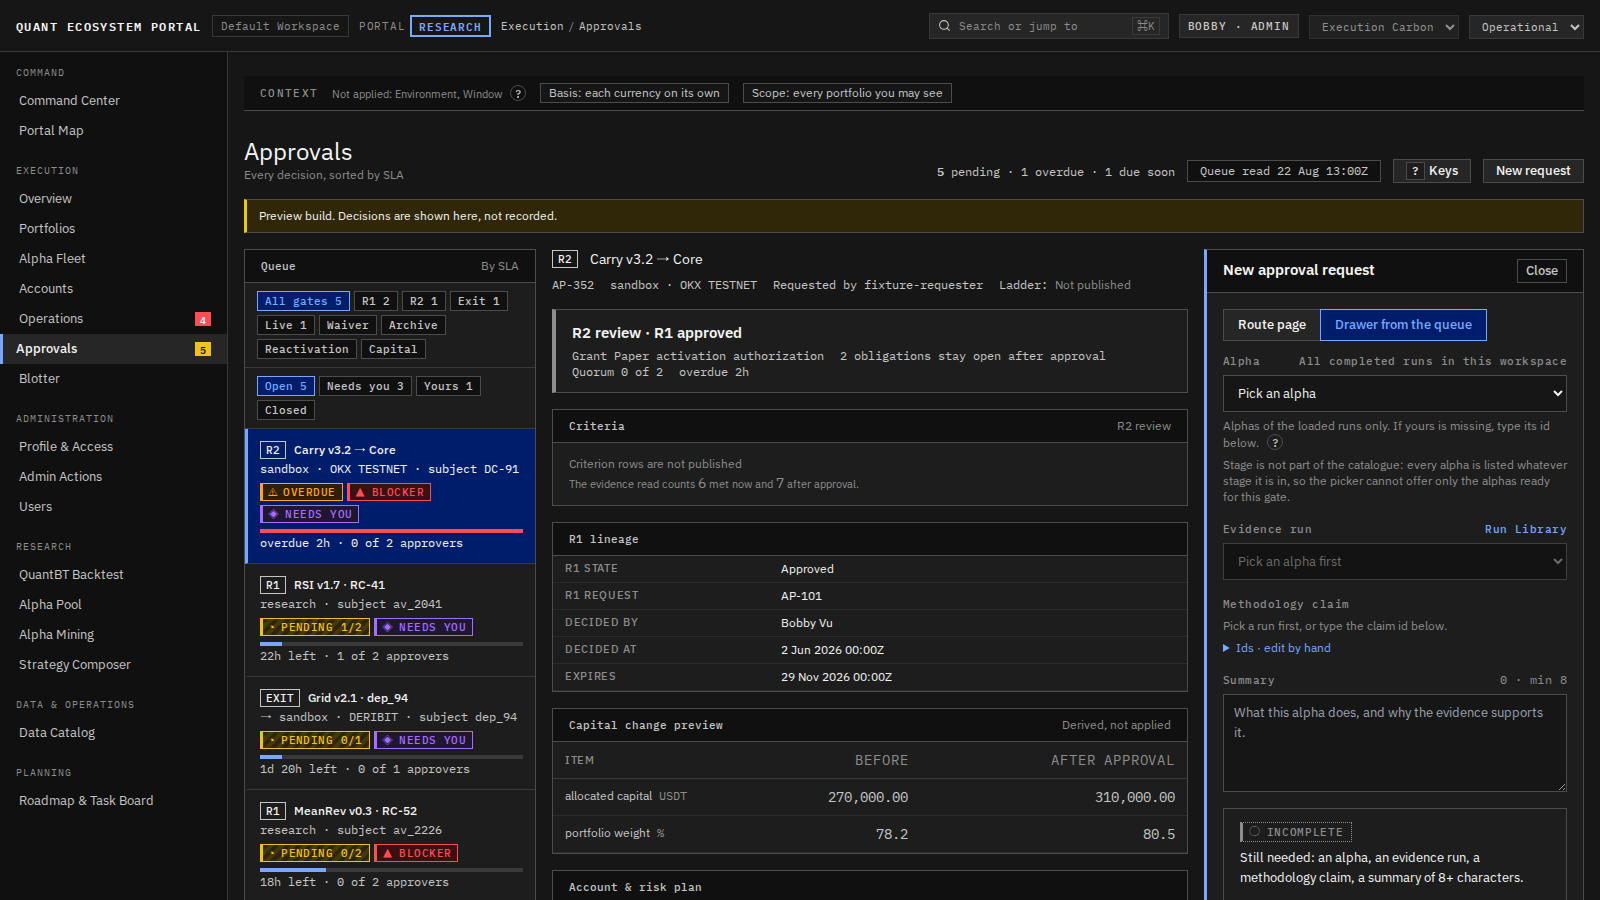 QUANT ECOSYSTEM PORTAL Default Workspace PORTAL RESEARCH Execution / Approvals Search or jump to ⌘K BOBBY · ADMIN Execution Carbon Operational
COMMAND
Command Center
Portal Map
EXECUTION
Overview
Portfolios
Alpha Fleet
Accounts
Operations 4
Approvals 5
Blotter
ADMINISTRATION
Profile & Access
Admin Actions
Users
RESEARCH
QuantBT Backtest
Alpha Pool
Alpha Mining
Strategy Composer
DATA & OPERATIONS
Data Catalog
PLANNING
Roadmap & Task Board
CONTEXT Not applied: Environment, Window ? Basis: each currency on its own Scope: every portfolio you may see
Approvals
Every decision, sorted by SLA
5 pending · 1 overdue · 1 due soon Queue read 22 Aug 13:00Z ? Keys New request
Preview build. Decisions are shown here, not recorded.
Queue By SLA
All gates 5 R1 2 R2 1 Exit 1
Live 1 Waiver Archive
Reactivation Capital
Open 5 Needs you 3 Yours 1
Closed
R2 Carry v3.2 → Core
sandbox · OKX TESTNET · subject DC-91
⚠ OVERDUE ▲ BLOCKER
◈ NEEDS YOU
overdue 2h · 0 of 2 approvers
R1 RSI v1.7 · RC-41
research · subject av_2041
PENDING 1/2 ◈ NEEDS YOU
22h left · 1 of 2 approvers
EXIT Grid v2.1 · dep_94
→ sandbox · DERIBIT · subject dep_94
PENDING 0/1 ◈ NEEDS YOU
1d 20h left · 0 of 1 approvers
R1 MeanRev v0.3 · RC-52
research · subject av_2226
PENDING 0/2 ▲ BLOCKER
18h left · 0 of 2 approvers
R2 Carry v3.2 → Core
AP-352 sandbox · OKX TESTNET Requested by fixture-requester Ladder: Not published
R2 review · R1 approved
Grant Paper activation authorization 2 obligations stay open after approval
Quorum 0 of 2 overdue 2h
Criteria R2 review
Criterion rows are not published
The evidence read counts 6 met now and 7 after approval.
R1 lineage
R1 STATE Approved
R1 REQUEST AP-101
DECIDED BY Bobby Vu
DECIDED AT 2 Jun 2026 00:00Z
EXPIRES 29 Nov 2026 00:00Z
Capital change preview Derived, not applied
ITEM BEFORE AFTER APPROVAL
allocated capital USDT 270,000.00 310,000.00
portfolio weight % 78.2 80.5
Account & risk plan
New approval request Close
Route page Drawer from the queue
Alpha All completed runs in this workspace
Pick an alpha
Alphas of the loaded runs only. If yours is missing, type its id
below. ?
Stage is not part of the catalogue: every alpha is listed whatever
stage it is in, so the picker cannot offer only the alphas ready
for this gate.
Evidence run Run Library
Pick an alpha first
Methodology claim
Pick a run first, or type the claim id below.
▶ Ids · edit by hand
Summary 0 · min 8
What this alpha does, and why the evidence supports
it.
INCOMPLETE
Still needed: an alpha, an evidence run, a
methodology claim, a summary of 8+ characters.